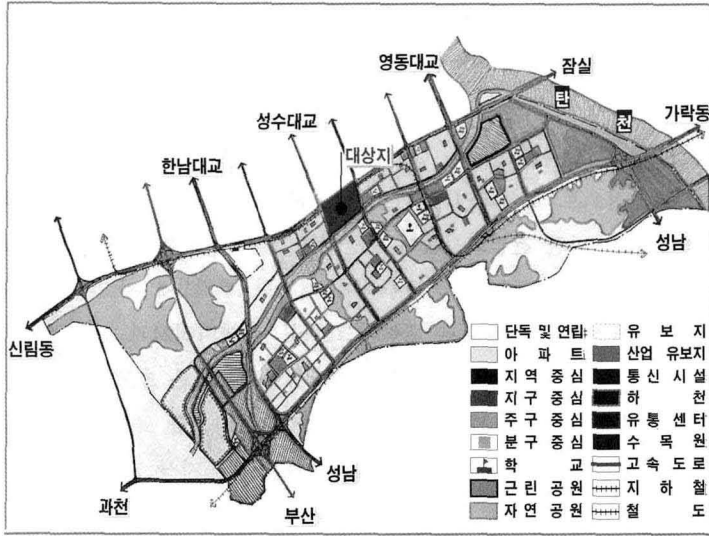 영동대교
잠실
성수대교
탄
천
가락동
한남대교
대상지
성남
신림동
과천
성남
부산
단독 및 연립
아 파 트
지 역 중 심
지 구 중 심
주 구 중 심
분 구 중 심
학 교
근 린 공 원
자 연 공 원
유 보 지
산업 유보지
통 신 시 설
하 천
유 통 센 터
수 목 원
고 속 도 로
지 하 철
철 도